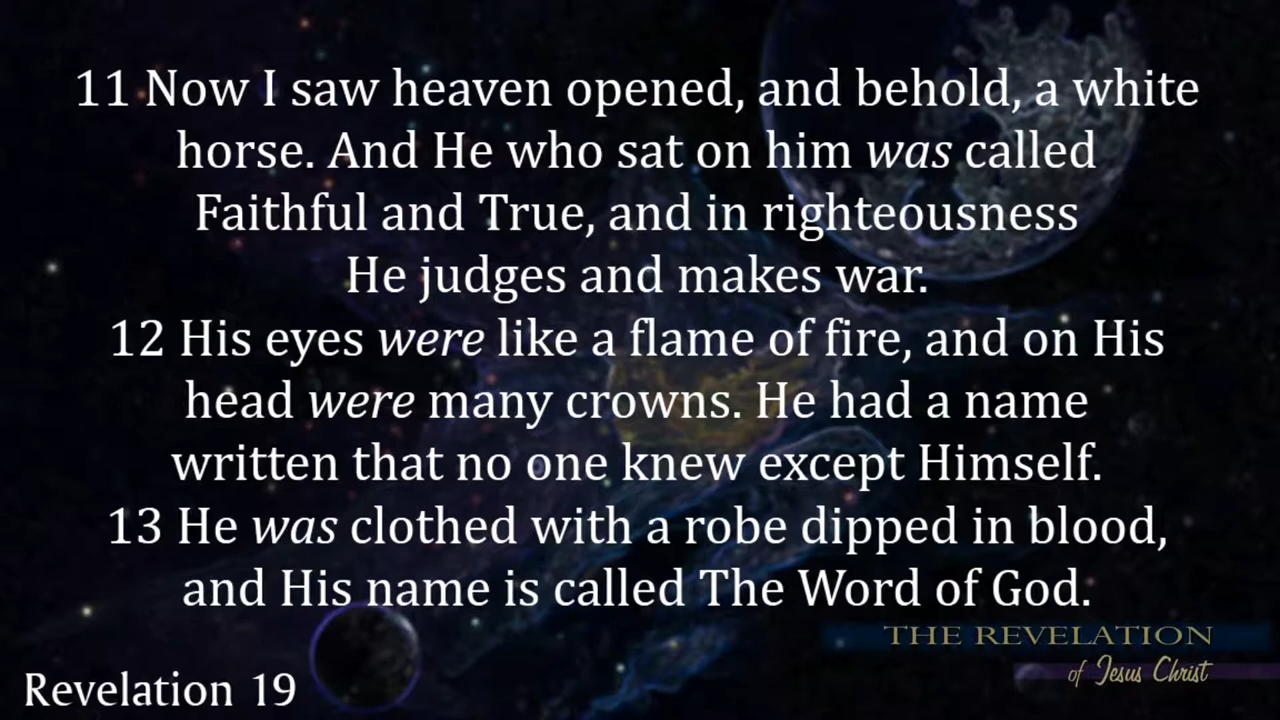 11 Now I saw heaven opened, and behold, a white
horse. And He who sat on him was called
Faithful and True, and in righteousness
He judges and makes war.
12 His eyes were like a flame of fire, and on His
head were many crowns. He had a name
written that no one knew except Himself.
13 He was clothed with a robe dipped in blood,
and His name is called The Word of God.
THE REVELATION
of Jesus Christ
Revelation 19